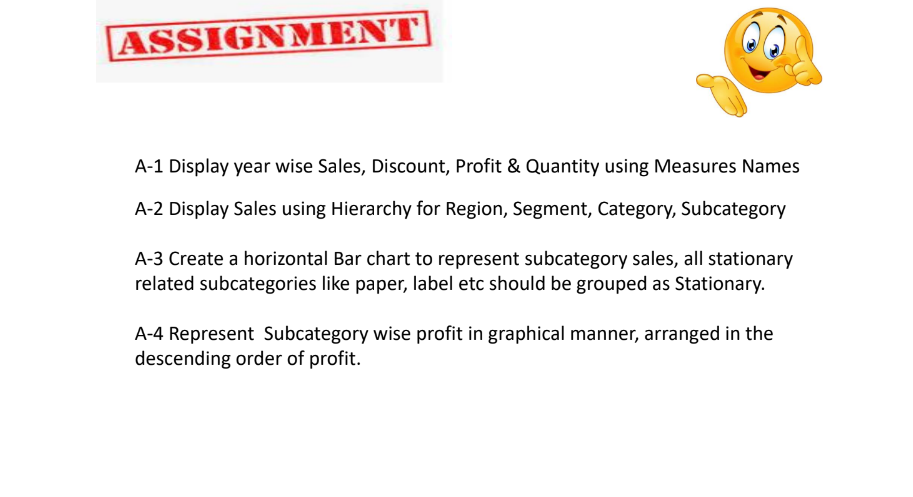 ASSIGNMENT
A-1 Display year wise Sales, Discount, Profit & Quantity using Measures Names
A-2 Display Sales using Hierarchy for Region, Segment, Category, Subcategory
A-3 Create a horizontal Bar chart to represent subcategory sales, all stationary
related subcategories like paper, label etc should be grouped as Stationary.
A-4 Represent  Subcategory wise profit in graphical manner, arranged in the
descending order of profit.